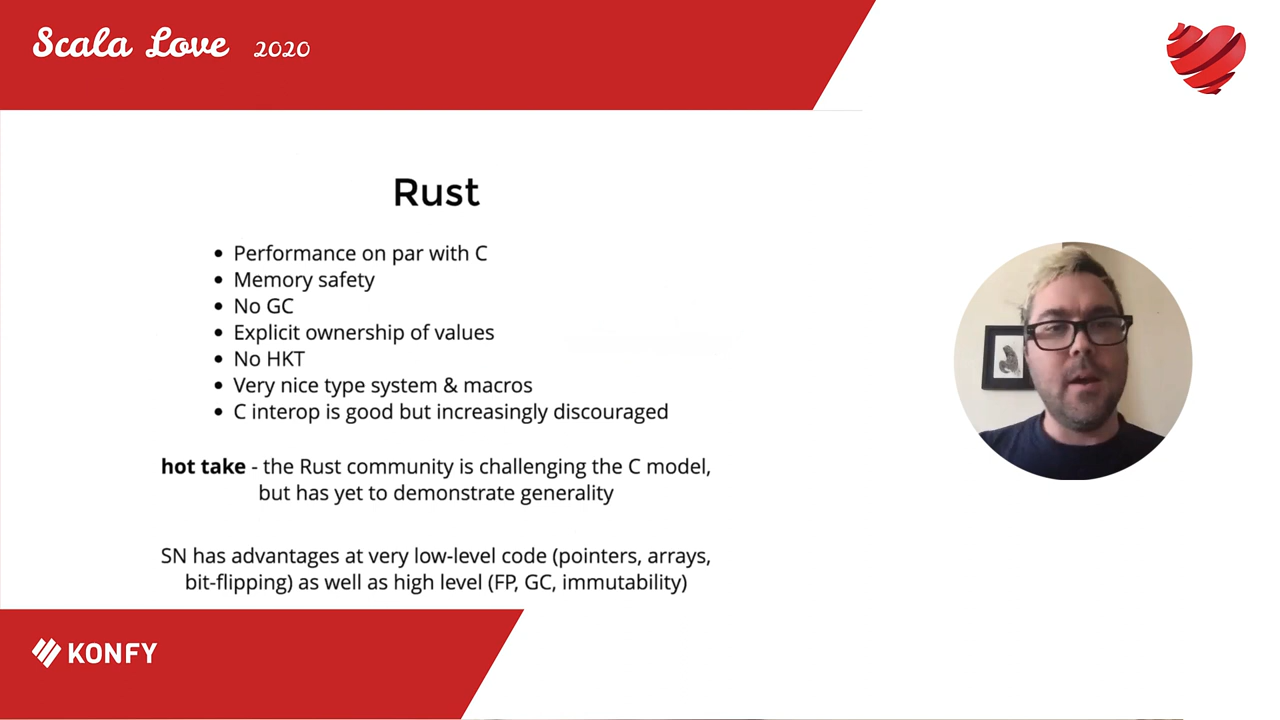 Scala Love 2020
Rust
• Performance on par with C
• Memory safety
• No GC
• Explicit ownership of values
• No HKT
• Very nice type system & macros
• C interop is good but increasingly discouraged
hot take - the Rust community is challenging the C model,
but has yet to demonstrate generality
SN has advantages at very low-level code (pointers, arrays,
bit-flipping) as well as high level (FP, GC, immutability)
KONFY